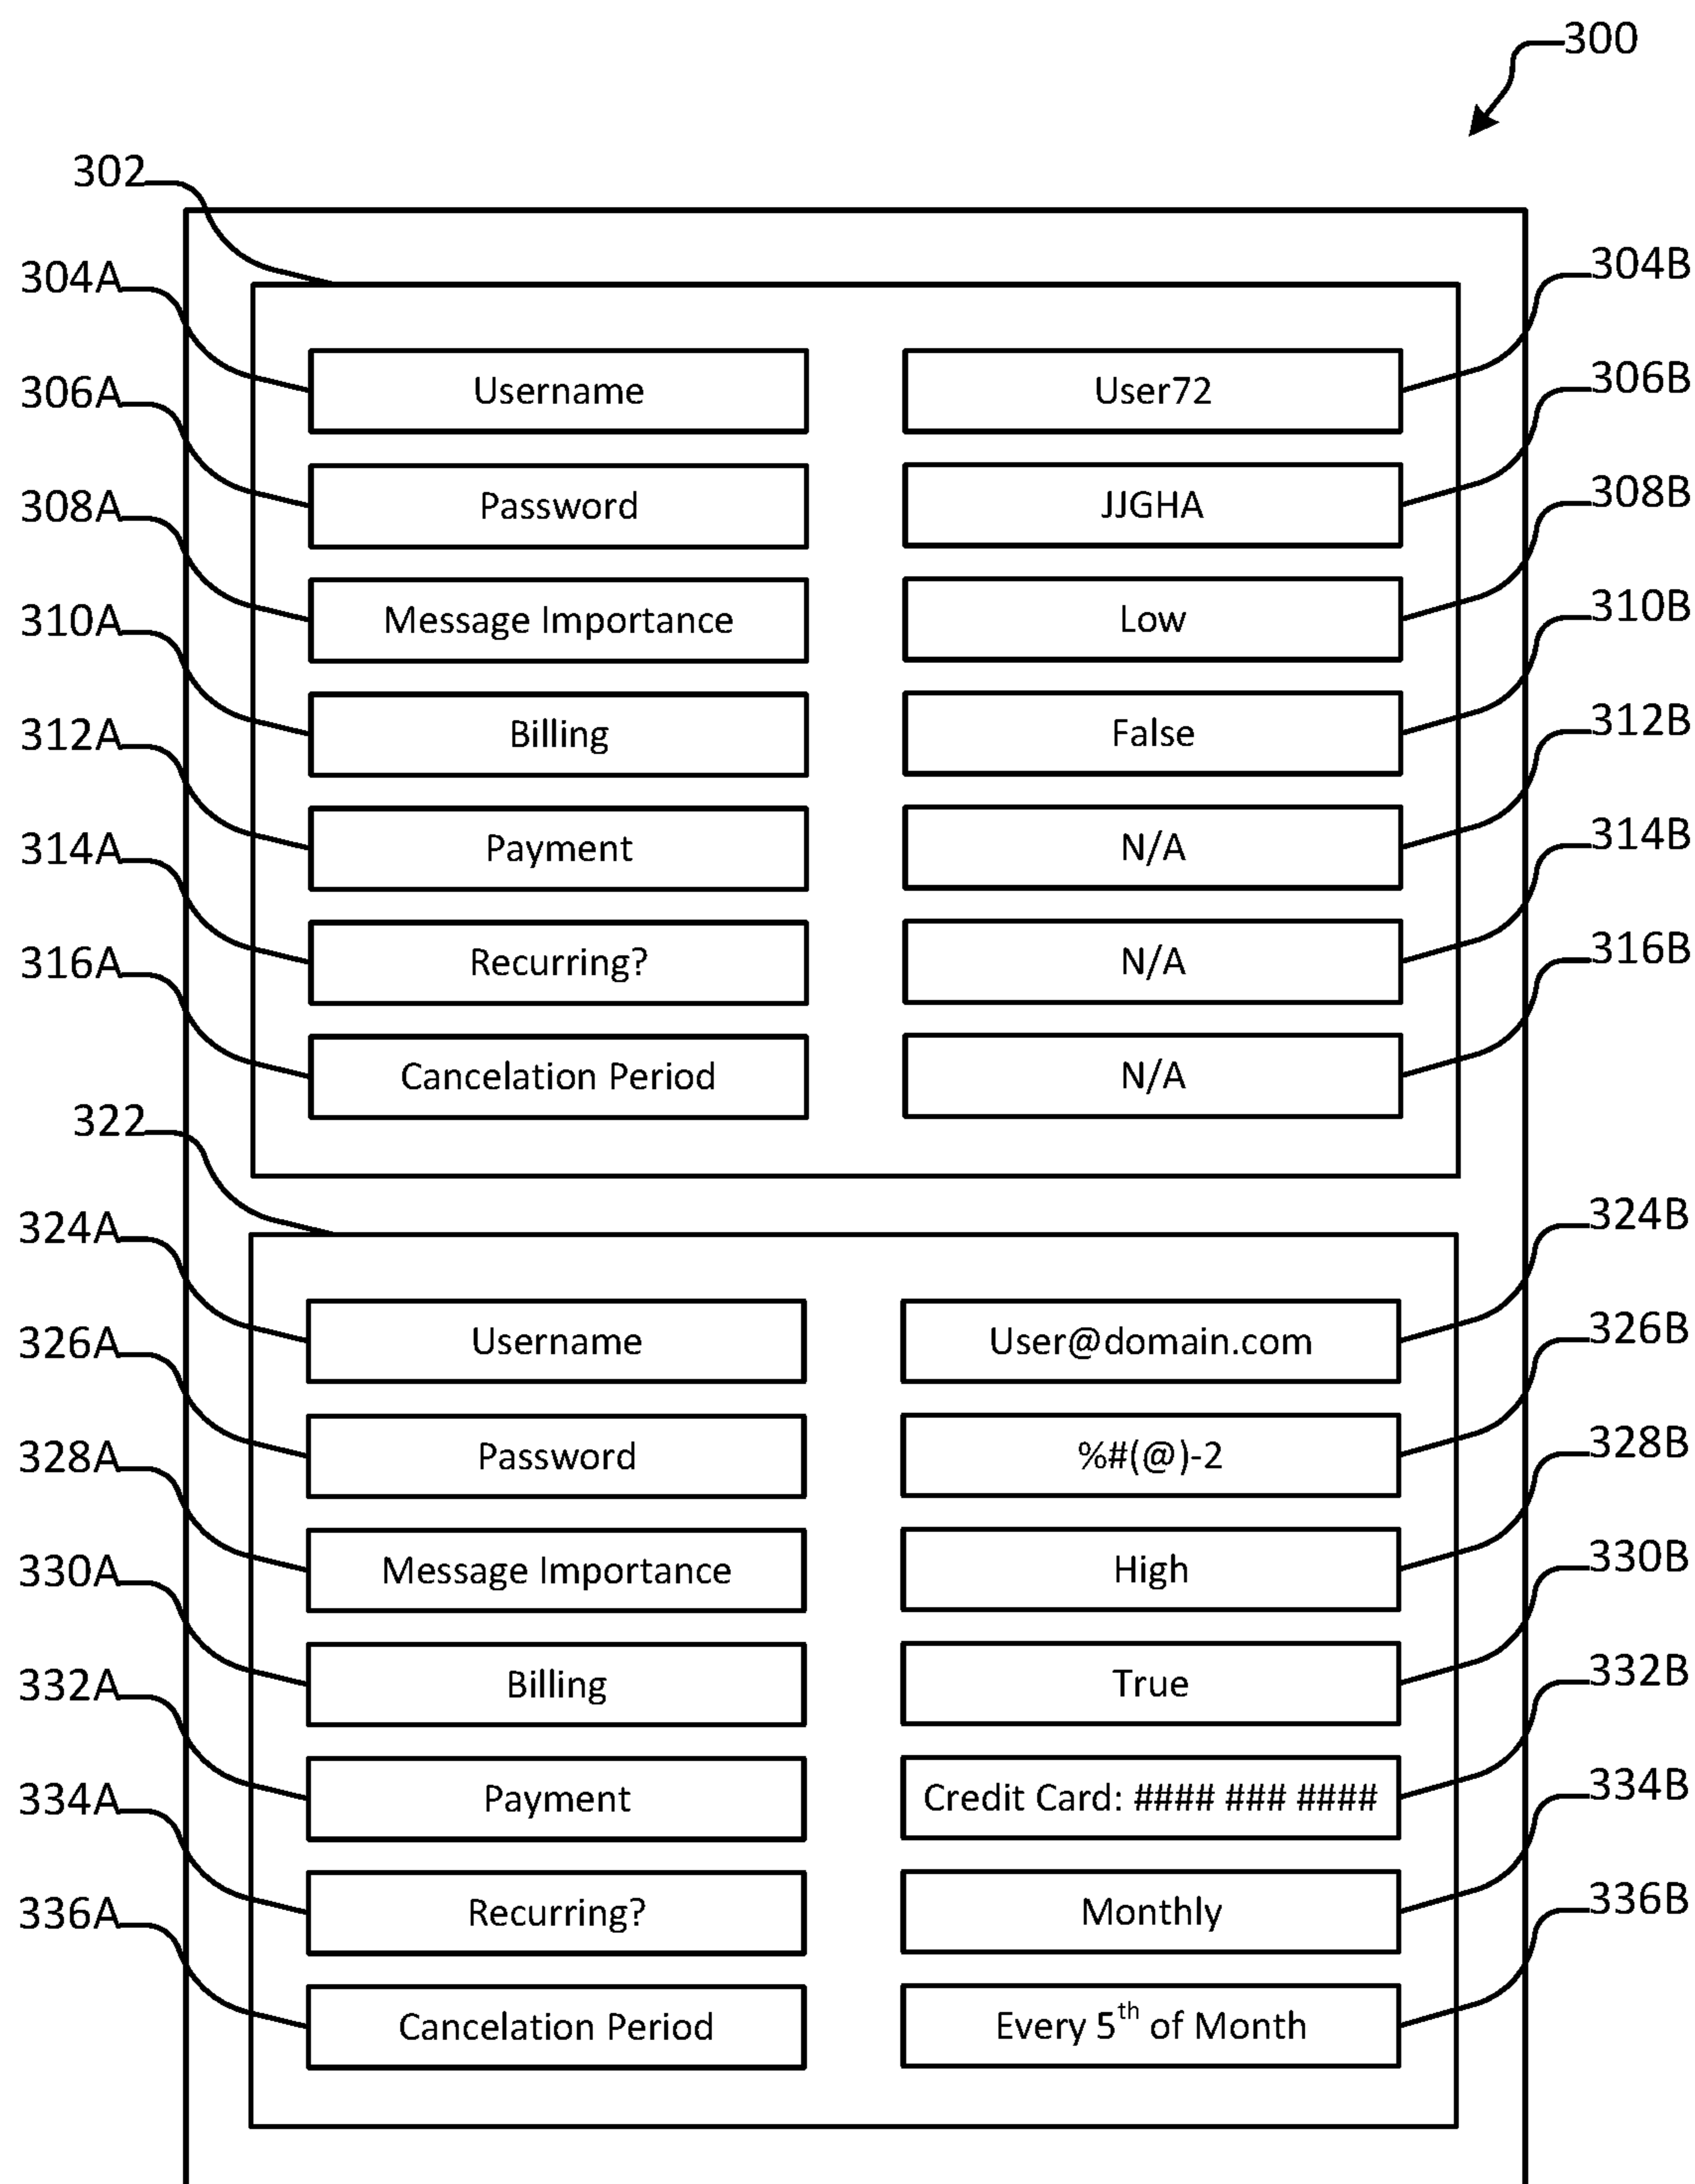 300
302
304A Username User72 304B
306A Password JJGHA 306B
308A Message Importance Low 308B
310A Billing False 310B
312A Payment N/A 312B
314A Recurring? N/A 314B
316A Cancelation Period N/A 316B
322
324A Username User@domain.com 324B
326A Password %#(@)-2 326B
328A Message Importance High 328B
330A Billing True 330B
332A Payment Credit Card: #### ### #### 332B
334A Recurring? Monthly 334B
336A Cancelation Period Every 5th of Month 336B